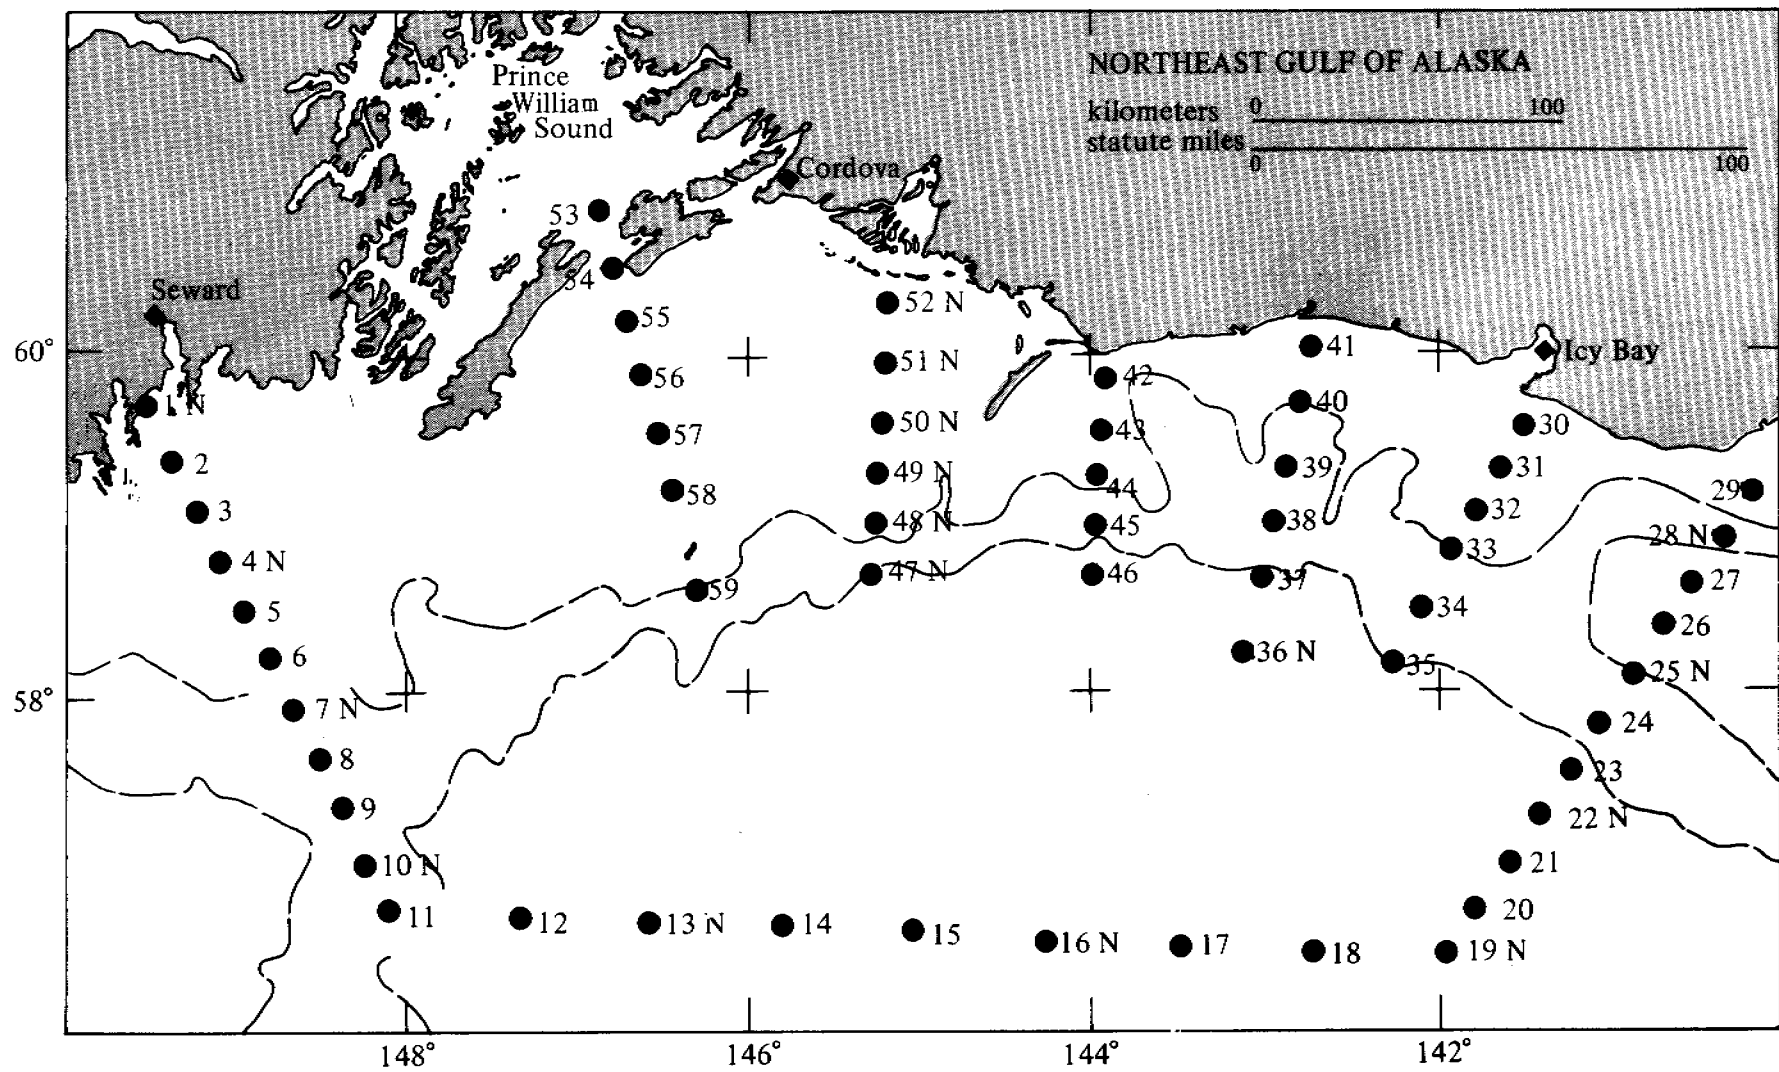 NORTHEAST GULF OF ALASKA
kilometers 0 100
statute miles 0 100
Prince
William
Sound
Cordova
Seward
Icy Bay
60°
58°
148° 146° 144° 142°
1 N
2
3
4 N
5
6
7 N
8
9
10 N
11
12
13 N
14
15
16 N
17
18
19 N
20
21
22 N
23
24
25 N
26
27
28 N
29
30
31
32
33
34
35
36 N
37
38
39
40
41
42
43
44
45
46
47 N
48 N
49 N
50 N
51 N
52 N
53
54
55
56
57
58
59